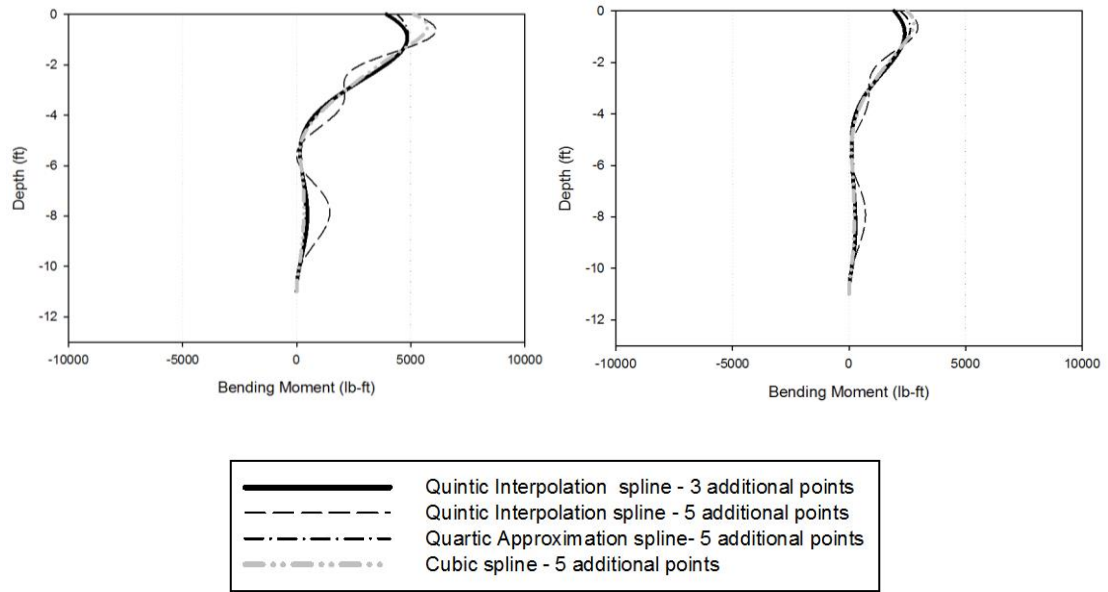 0
-2
-4
-6
-8
-10
-12
Depth (ft)
-10000 -5000 0 5000 10000
Bending Moment (lb-ft)
0
-2
-4
-6
-8
-10
-12
Depth (ft)
-10000 -5000 0 5000 10000
Bending Moment (lb-ft)
Quintic Interpolation spline - 3 additional points
Quintic Interpolation spline - 5 additional points
Quartic Approximation spline- 5 additional points
Cubic spline - 5 additional points